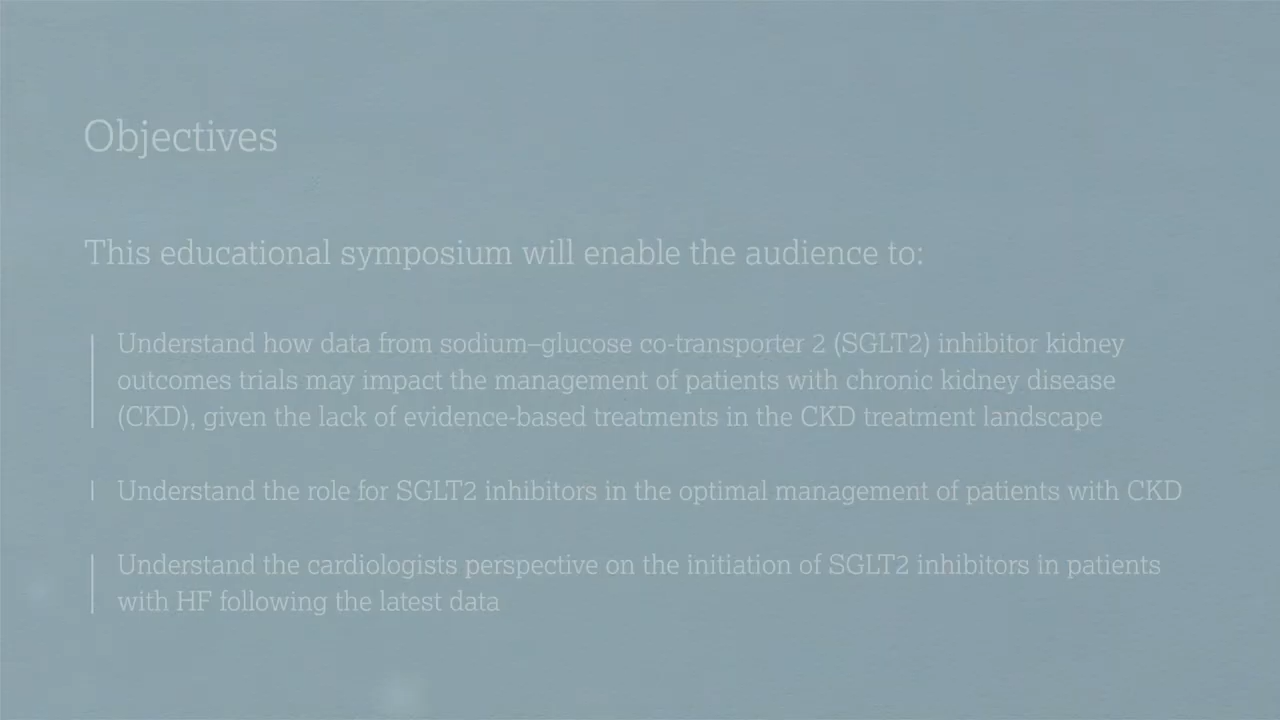 Objectives
This educational symposium will enable the audience to:
Understand how data from sodium–glucose co-transporter 2 (SGLT2) inhibitor kidney
outcomes trials may impact the management of patients with chronic kidney disease
(CKD), given the lack of evidence-based treatments in the CKD treatment landscape
Understand the role for SGLT2 inhibitors in the optimal management of patients with CKD
Understand the cardiologists perspective on the initiation of SGLT2 inhibitors in patients
with HF following the latest data